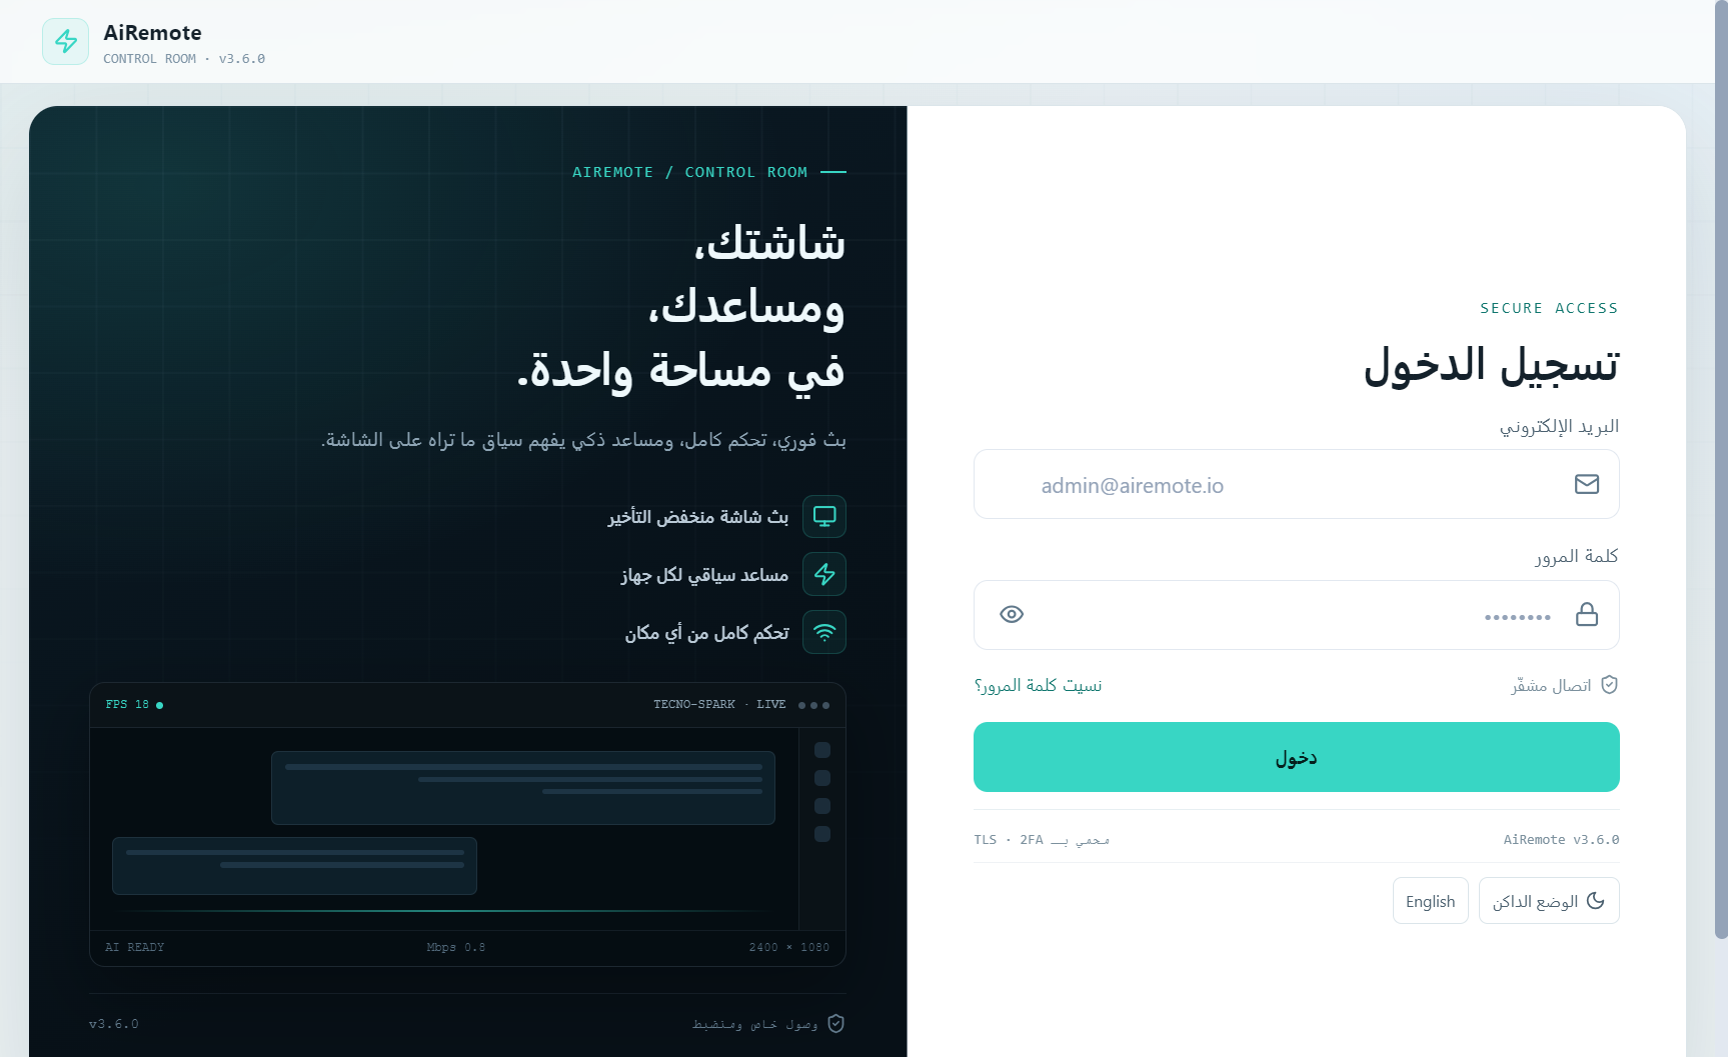 AiRemote
CONTROL ROOM · v3.6.0
SECURE ACCESS
تسجيل الدخول
البريد الإلكتروني
admin@airemote.io
كلمة المرور
••••••••
اتصال مشفّر
نسيت كلمة المرور؟
دخول
AiRemote v3.6.0
محمي بـ TLS · 2FA
الوضع الداكن
English
AIREMOTE / CONTROL ROOM
شاشتك،
ومساعدك،
في مساحة واحدة.
بث فوري، تحكم كامل، ومساعد ذكي يفهم سياق ما تراه على الشاشة.
بث شاشة منخفض التأخير
مساعد سياقي لكل جهاز
تحكم كامل من أي مكان
TECNO-SPARK · LIVE
FPS 18
2400 × 1080
Mbps 0.8
AI READY
وصول خاص ومنضبط
v3.6.0